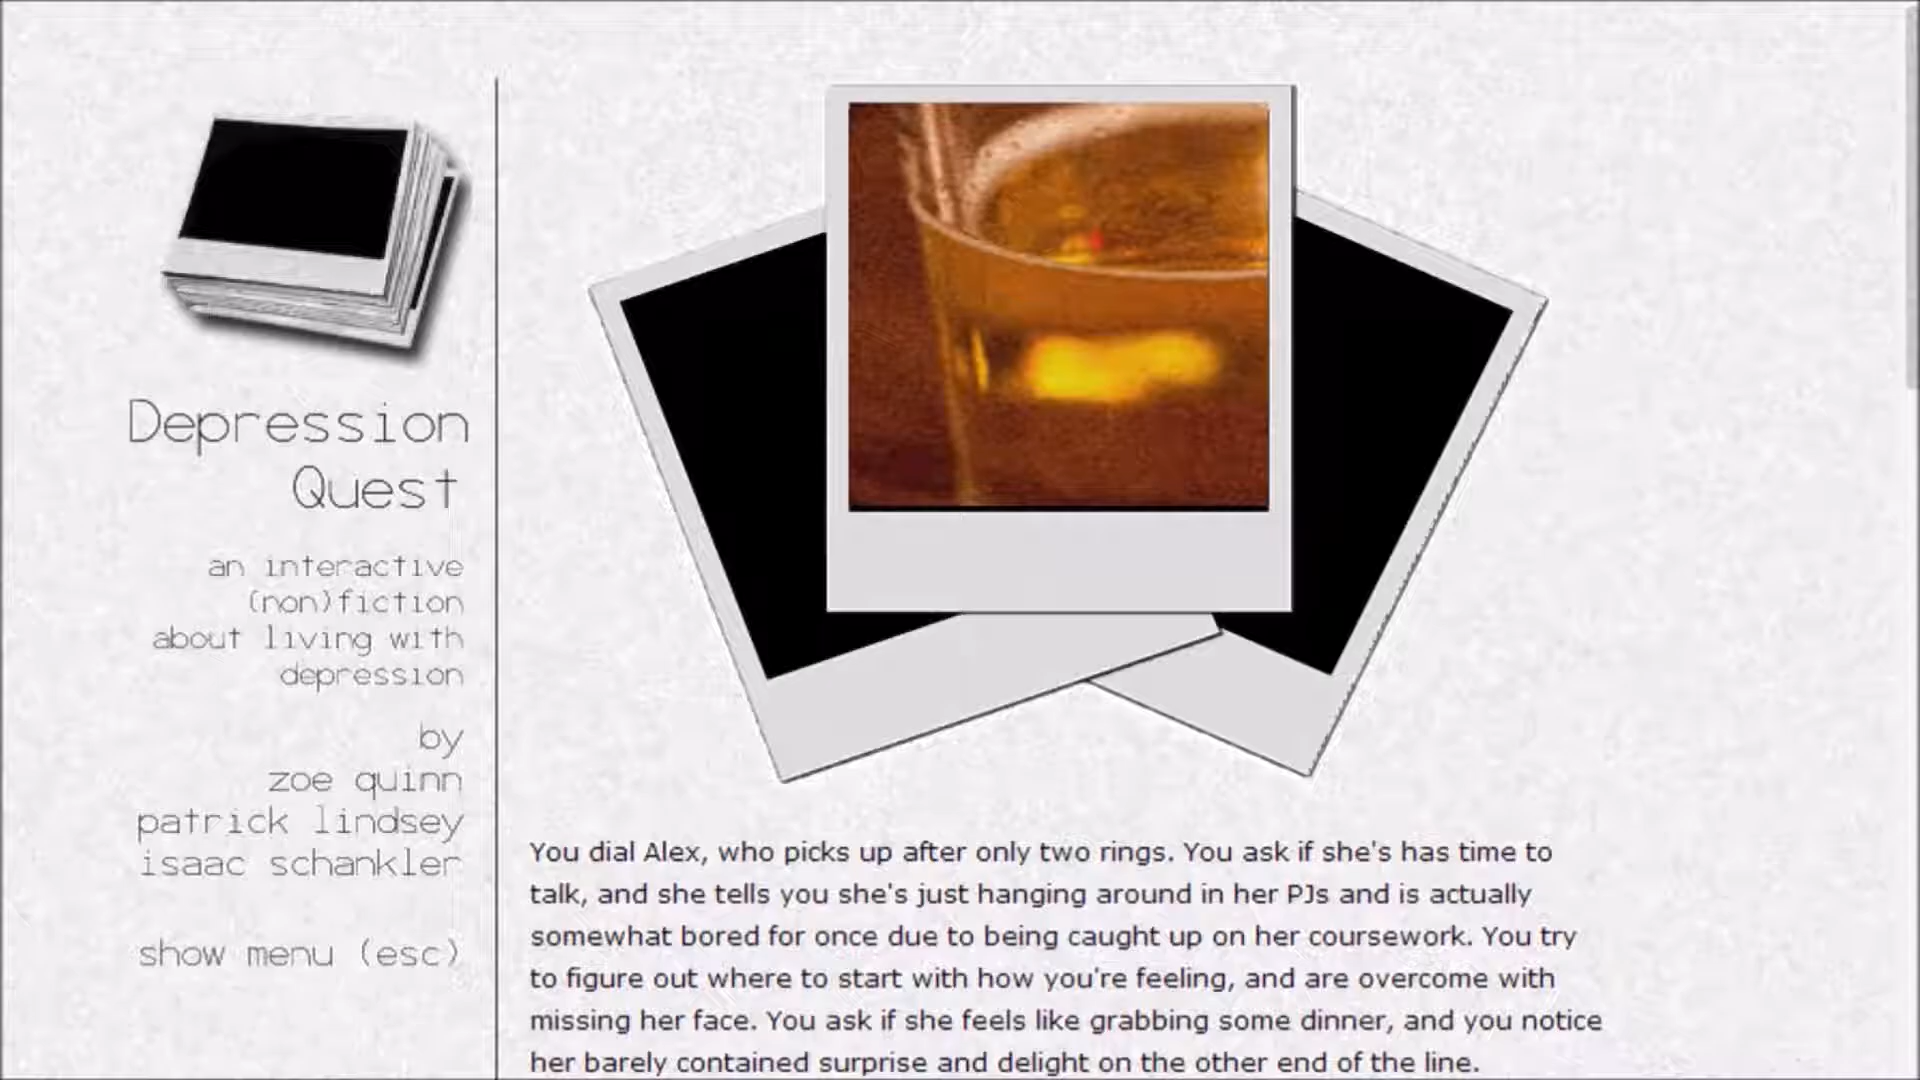 Depression
Quest
an interactive
(non)fiction
about living with
depression
by
zoe quinn
patrick lindsey
isaac schankler
show menu (esc)
You dial Alex, who picks up after only two rings. You ask if she's has time to
talk, and she tells you she's just hanging around in her PJs and is actually
somewhat bored for once due to being caught up on her coursework. You try
to figure out where to start with how you're feeling, and are overcome with
missing her face. You ask if she feels like grabbing some dinner, and you notice
her barely contained surprise and delight on the other end of the line.